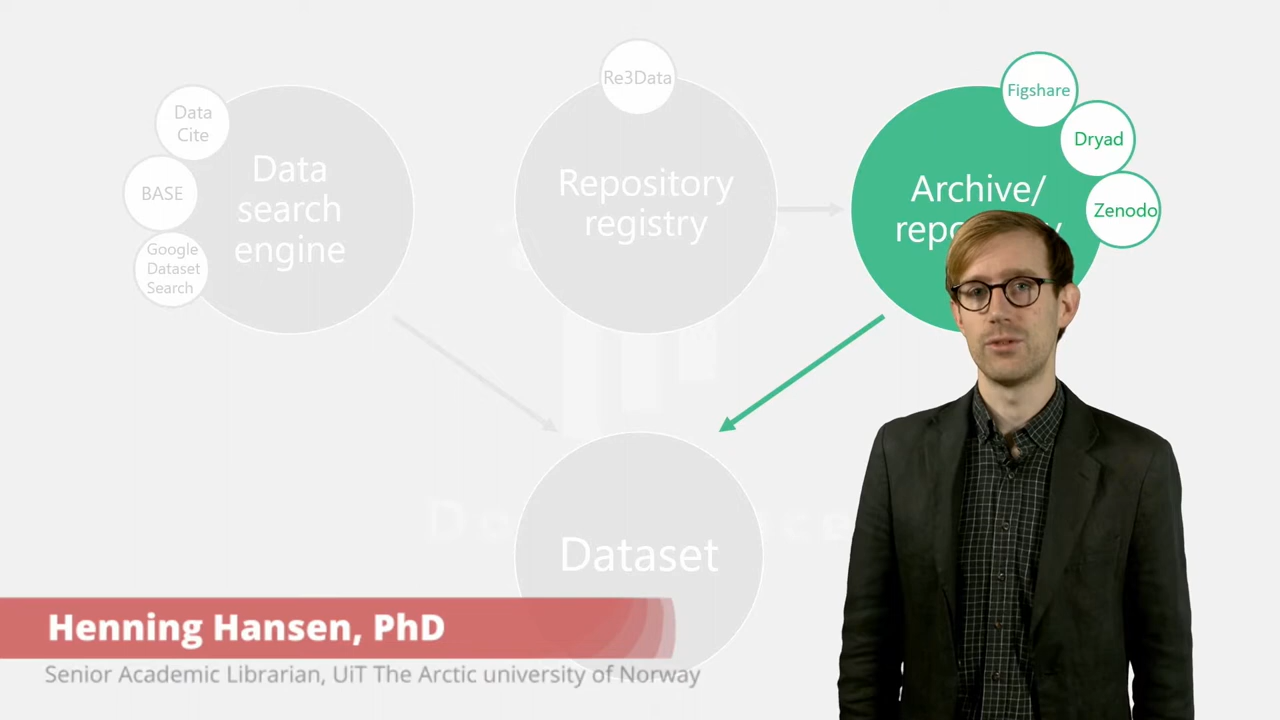 Re3Data
Figshare
Data
Cite
Dryad
Data
search
engine
BASE
Repository
registry
Archive/
Zenodo
Google
Dataset
Search
Dataset
Henning Hansen, PhD
Senior Academic Librarian, UiT The Arctic university of Norway